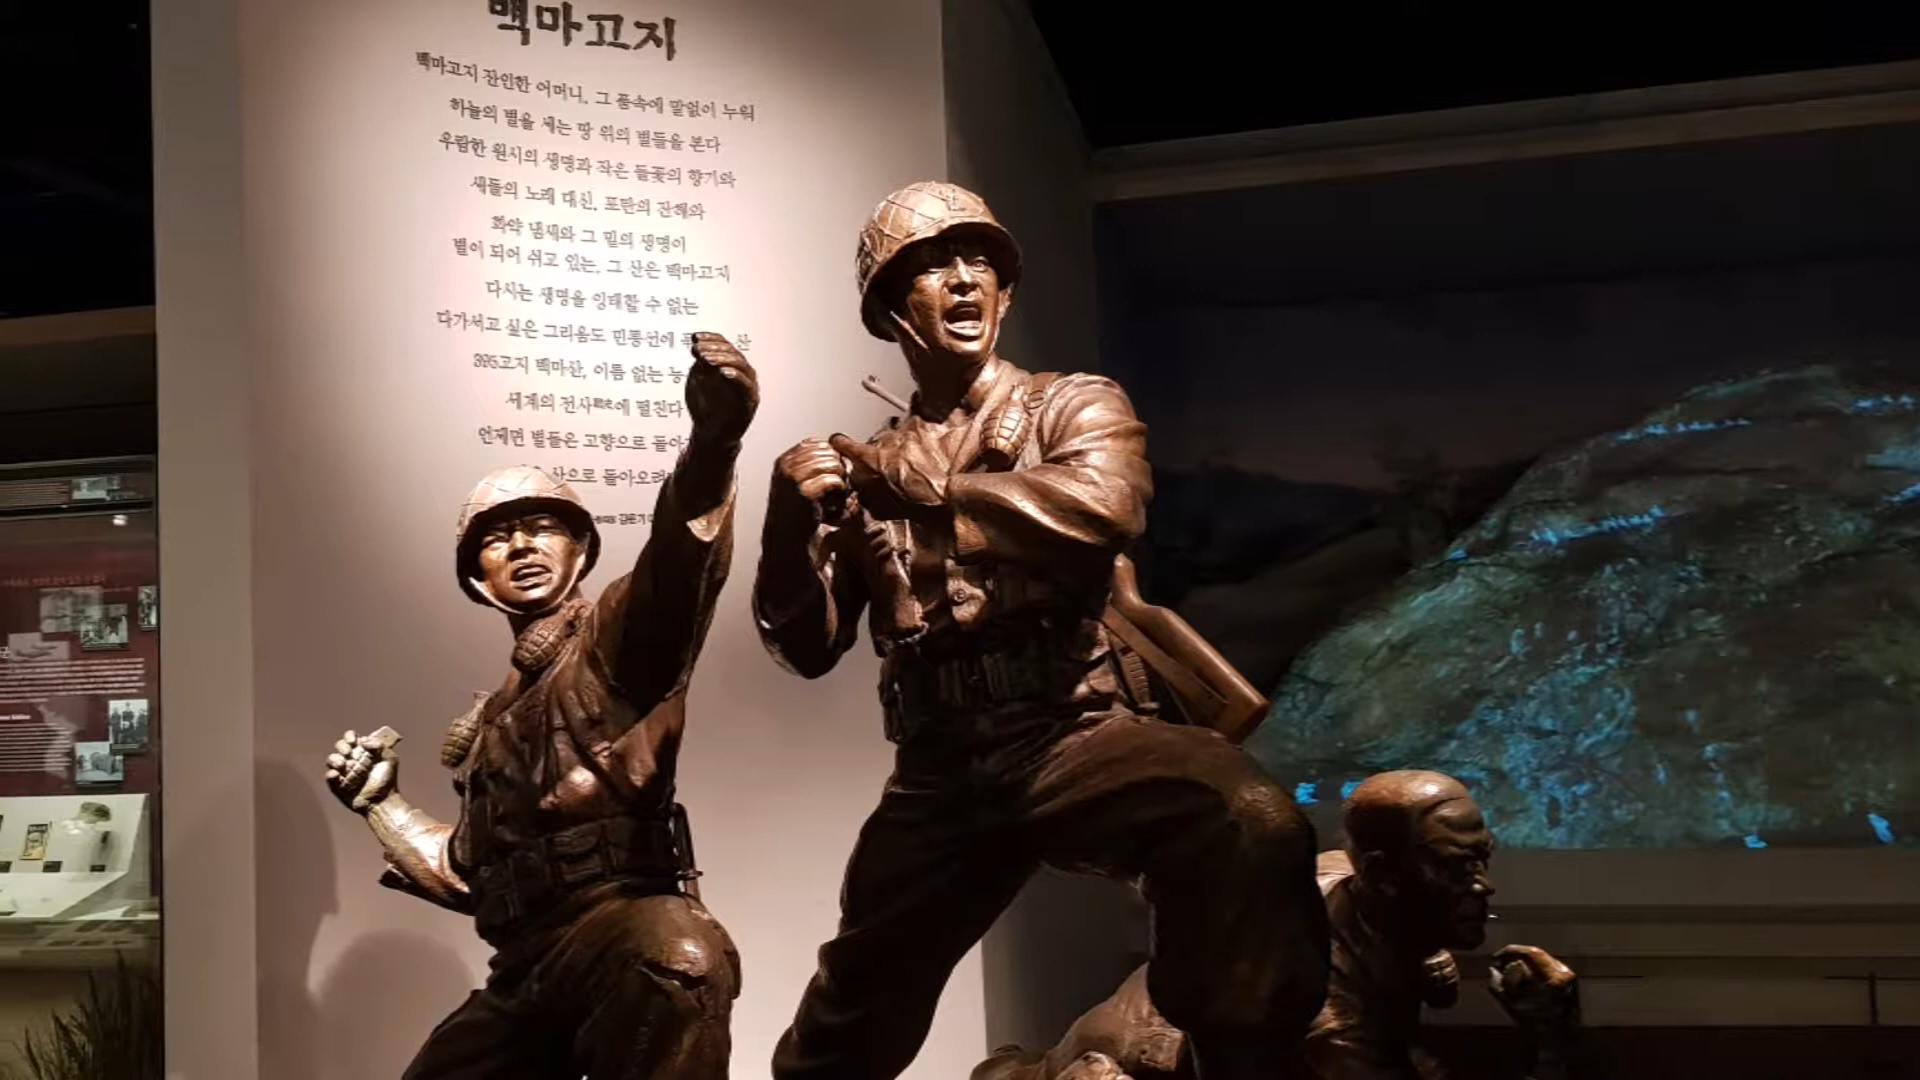 백마고지
백마고지 잔인한 어머니, 그 품속에 말없이 누워
하늘의 별을 세는 땅 위의 별들을 본다
우람한 원시의 생명과 작은 들꽃의 향기와
새들의 노래 대신, 포탄의 잔해와
화약 냄새와 그 밑의 생명이
별이 되어 쉬고 있는, 그 산은 백마고지
다시는 생명을 잉태할 수 없는
다가서고 싶은 그리움도 민통선에 산
395고지 백마산, 이름 없는
세계의 전사戰史에 떨친다
언제면 별들은 고향으로
산으로 돌아오려